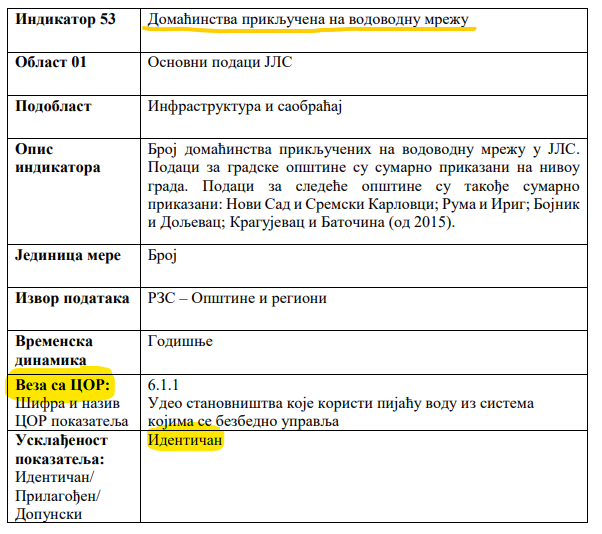 Индикатор 53
Домаћинства прикључена на водоводну мрежу
Област 01
Основни подаци ЈЛС
Подобласт
Инфраструктура и саобраћај
Опис
индикатора
Број домаћинства прикључених на водоводну мрежу у ЈЛС.
Подаци за градске општине су сумарно приказани на нивоу
града. Подаци за следеће општине су такође сумарно
приказани: Нови Сад и Сремски Карловци; Рума и Ириг; Бојник
и Дољевац; Крагујевац и Баточина (од 2015).
Јединица мере
Број
Извор података
РЗС – Општине и региони
Временска
динамика
Годишње
Веза са ЦОР:
Шифра и назив
ЦОР показатеља
6.1.1
Удео становништва које користи пијаћу воду из система
којима се безбедно управља
Усклађеност
показатеља:
Идентичан/
Прилагођен/
Допунски
Идентичан